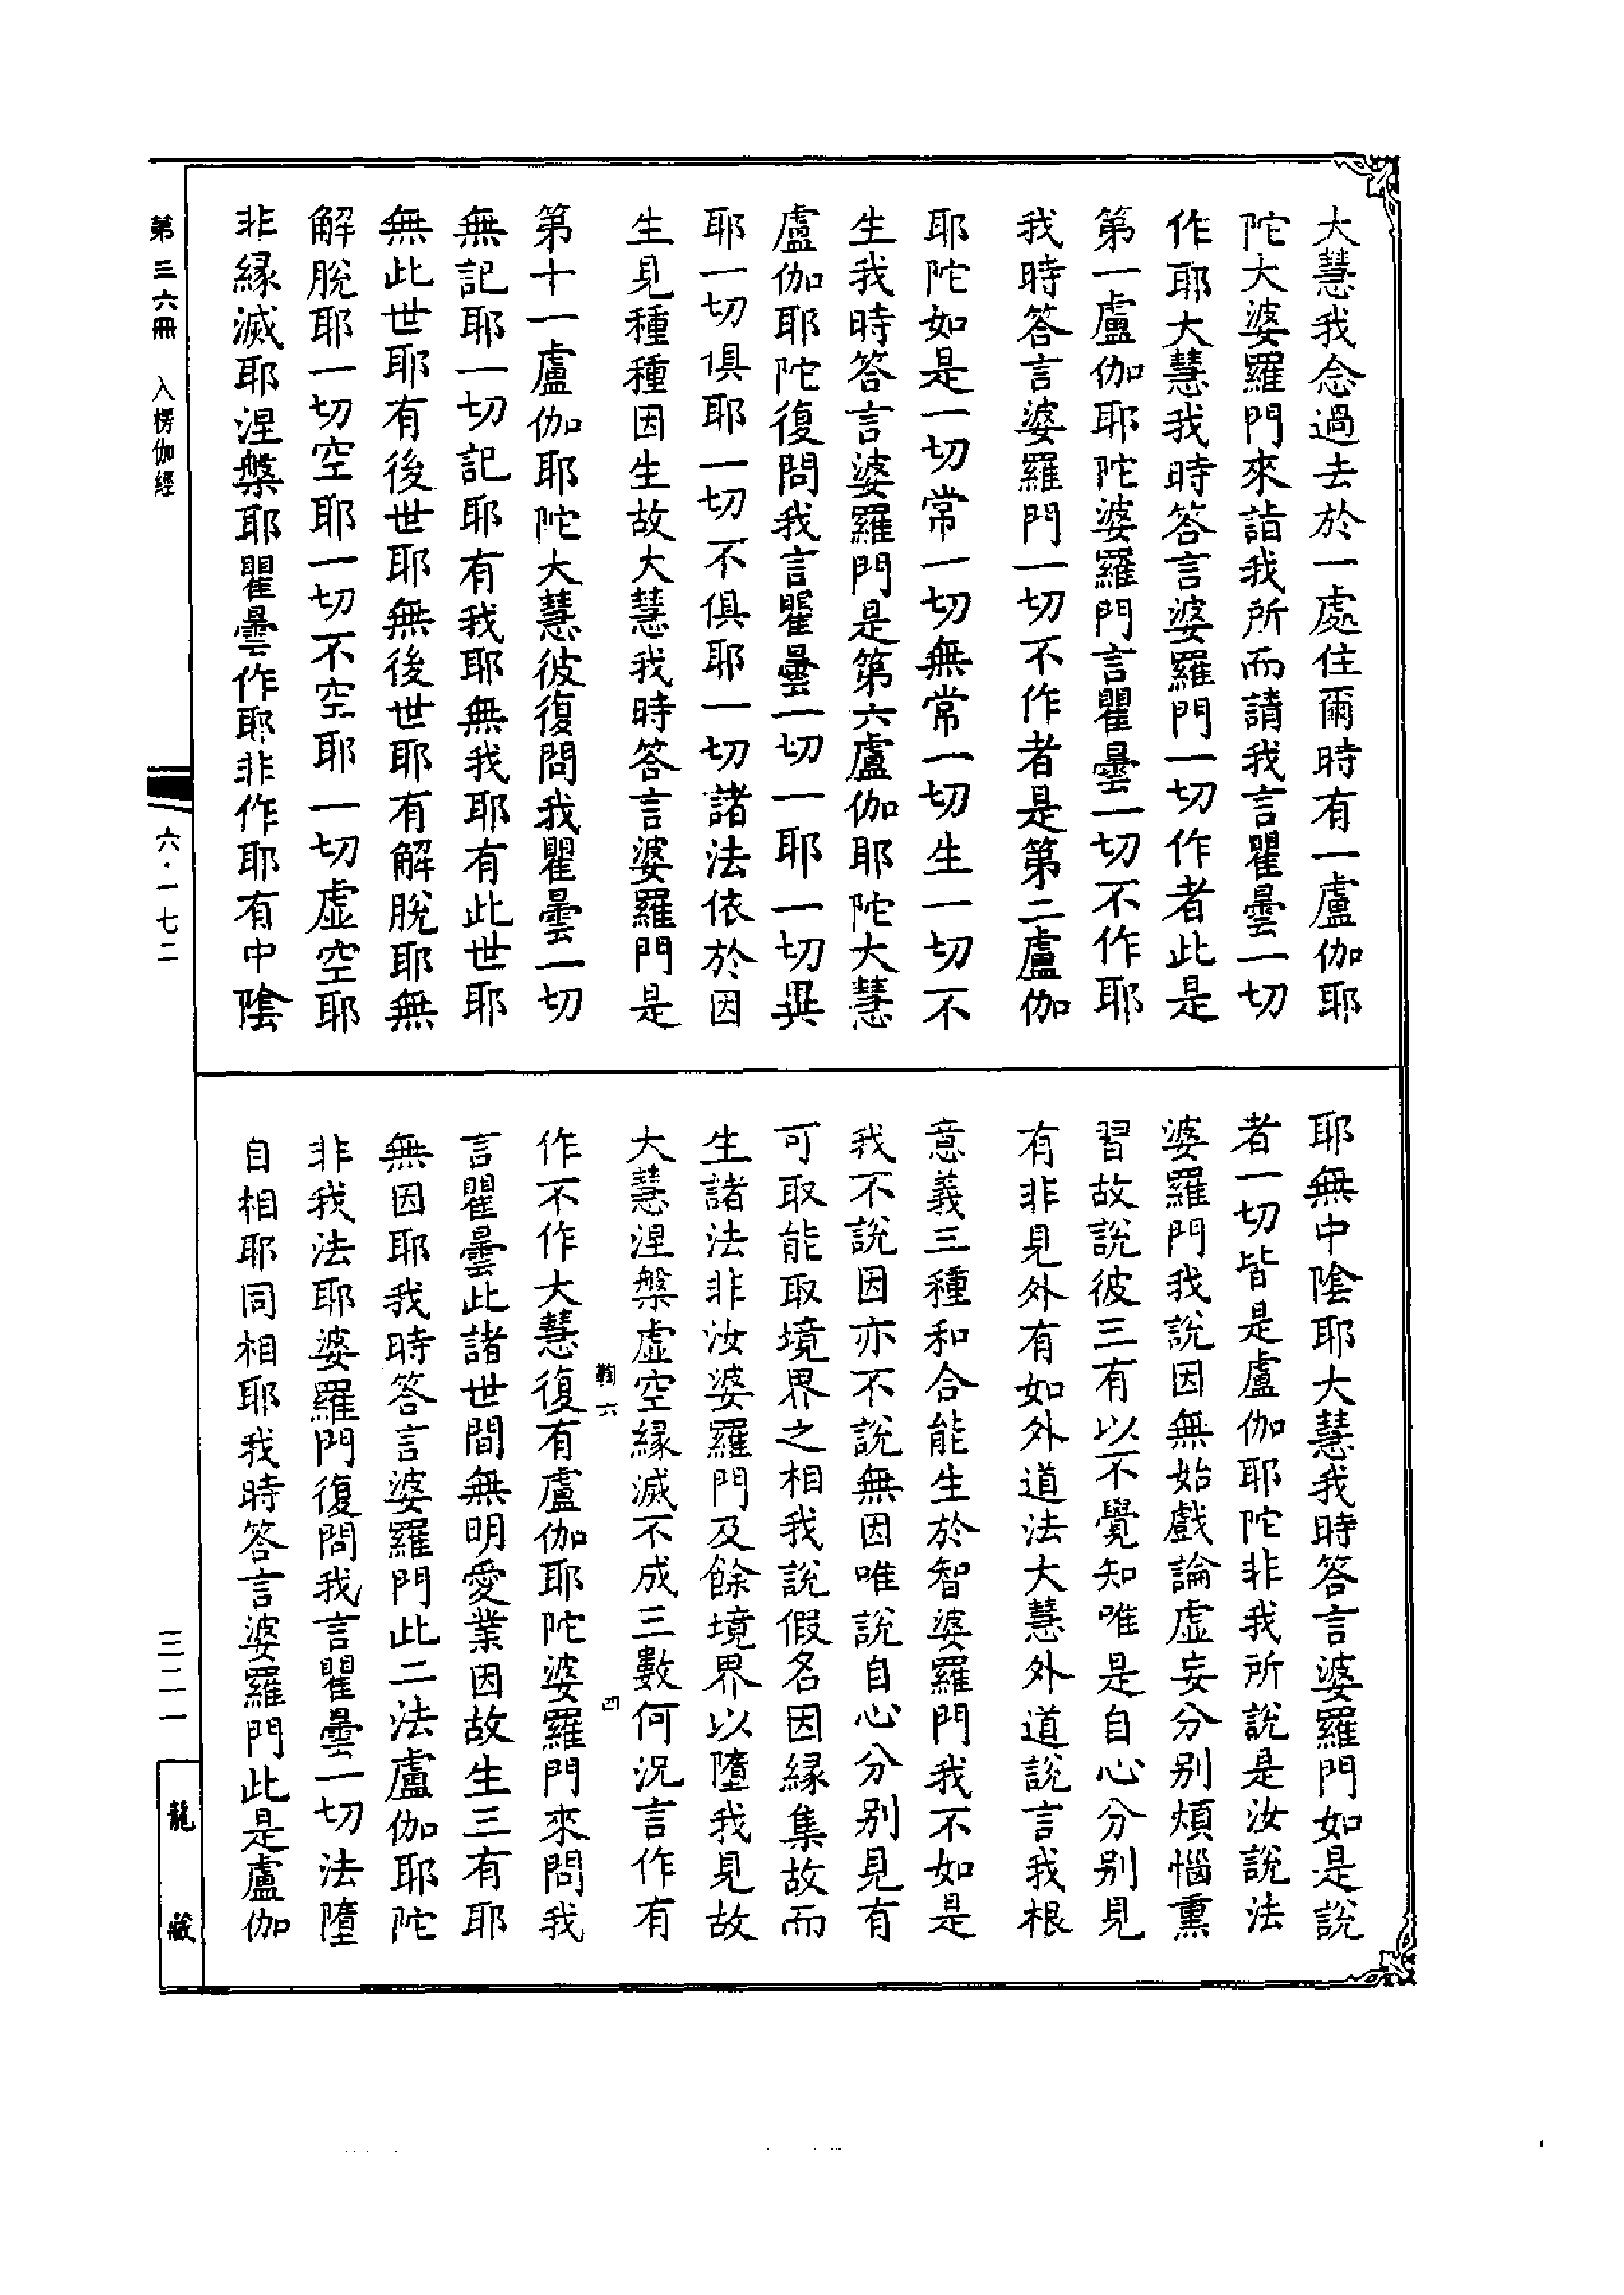 大慧我念過去於一處住爾時有一盧伽耶
陀大婆羅門來詣我所而請我言瞿曇一切
作耶大慧我時答言婆羅門一切作者此是
第一盧伽耶陀婆羅門言瞿曇一切不作耶
我時答言婆羅門一切不作者是第二盧伽
耶陀如是一切常一切無常一切生一切不
生我時答言婆羅門是第六盧伽耶陀大慧
盧伽耶陀復問我言瞿曇一切一耶一切異
耶一切俱耶一切不俱耶一切諸法依於因
生見種種因生故大慧我時答言婆羅門是
第十一盧伽耶陀大慧彼復問我瞿曇一切
無記耶一切記耶有我耶無我耶有此世耶
無此世耶有後世耶無後世耶有解脫耶無
解脫耶一切空耶一切不空耶一切虛空耶
非緣滅耶涅槃耶瞿曇作耶非作耶有中陰
耶無中陰耶大慧我時答言婆羅門如是說
者一切皆是盧伽耶陀非我所說是汝說法
婆羅門我說因無始戲論虛妄分別煩惱熏
習故說彼三有以不覺知唯是自心分別見
有非見外有如外道法大慧外道說言我根
意義三種和合能生於智婆羅門我不如是
我不說因亦不說無因唯說自心分別見有
可取能取境界之相我說假名因緣集故而
生諸法非汝婆羅門及餘境界以墮我見故
大慧涅槃虛空緣滅不成三數何況言作有
鞠六 四
作不作大慧復有盧伽耶陀婆羅門來問我
言瞿曇此諸世間無明愛業因故生三有耶
無因耶我時答言婆羅門此二法盧伽耶陀
非我法耶婆羅門復問我言瞿曇一切法墮
自相耶同相耶我時答言婆羅門此是盧伽
第三六冊 入楞伽經
六·一七二
三二一
龍藏